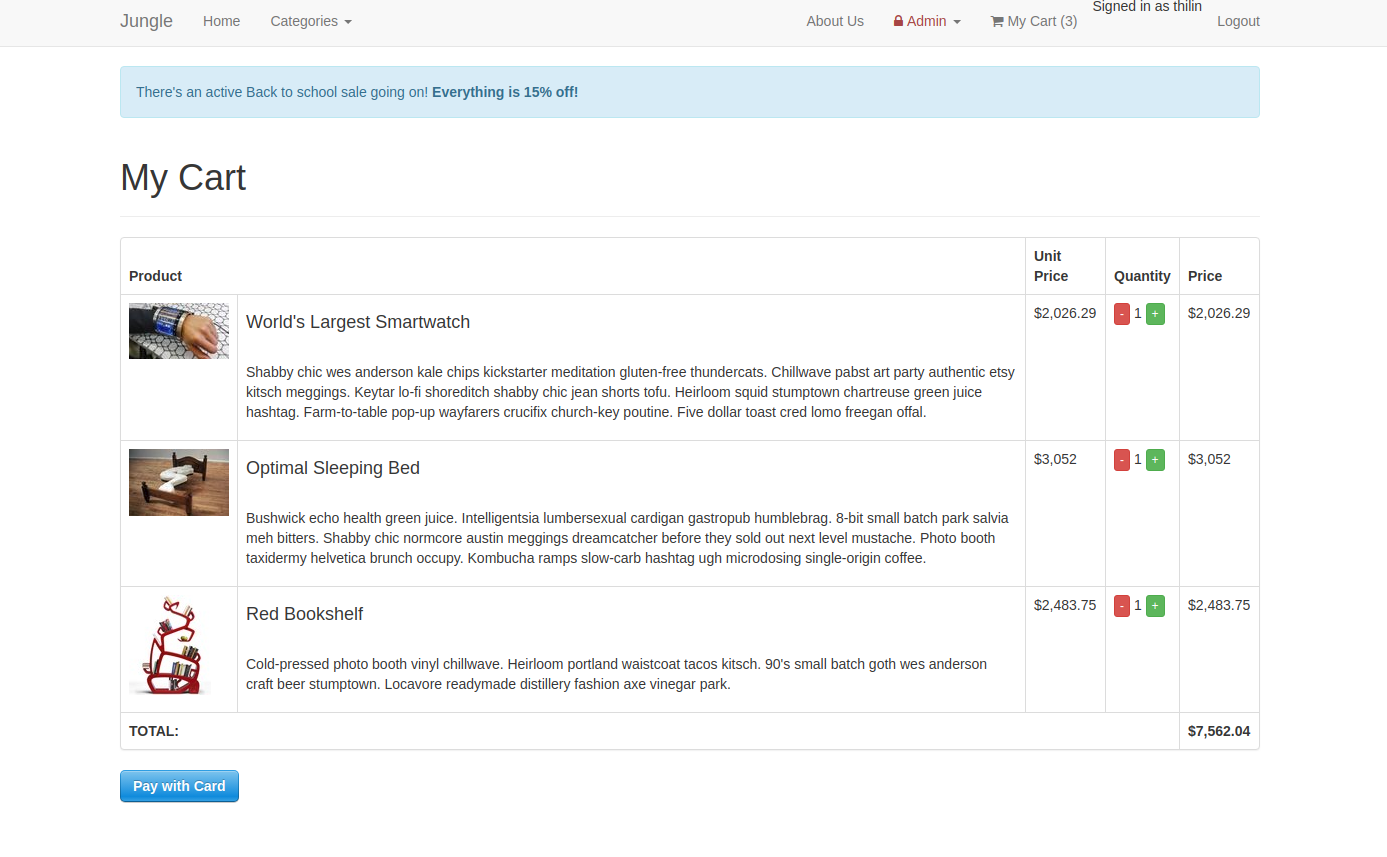 Jungle Home Categories About Us Admin My Cart (3) Signed in as thilin Logout
There's an active Back to school sale going on! Everything is 15% off!
My Cart
Product Unit Price Quantity Price
World's Largest Smartwatch $2,026.29 - 1 + $2,026.29
Shabby chic wes anderson kale chips kickstarter meditation gluten-free thundercats. Chillwave pabst art party authentic etsy
kitsch meggings. Keytar lo-fi shoreditch shabby chic jean shorts tofu. Heirloom squid stumptown chartreuse green juice
hashtag. Farm-to-table pop-up wayfarers crucifix church-key poutine. Five dollar toast cred lomo freegan offal.
Optimal Sleeping Bed $3,052 - 1 + $3,052
Bushwick echo health green juice. Intelligentsia lumbersexual cardigan gastropub humblebrag. 8-bit small batch park salvia
meh bitters. Shabby chic normcore austin meggings dreamcatcher before they sold out next level mustache. Photo booth
taxidermy helvetica brunch occupy. Kombucha ramps slow-carb hashtag ugh microdosing single-origin coffee.
Red Bookshelf $2,483.75 - 1 + $2,483.75
Cold-pressed photo booth vinyl chillwave. Heirloom portland waistcoat tacos kitsch. 90's small batch goth wes anderson
craft beer stumptown. Locavore readymade distillery fashion axe vinegar park.
TOTAL: $7,562.04
Pay with Card